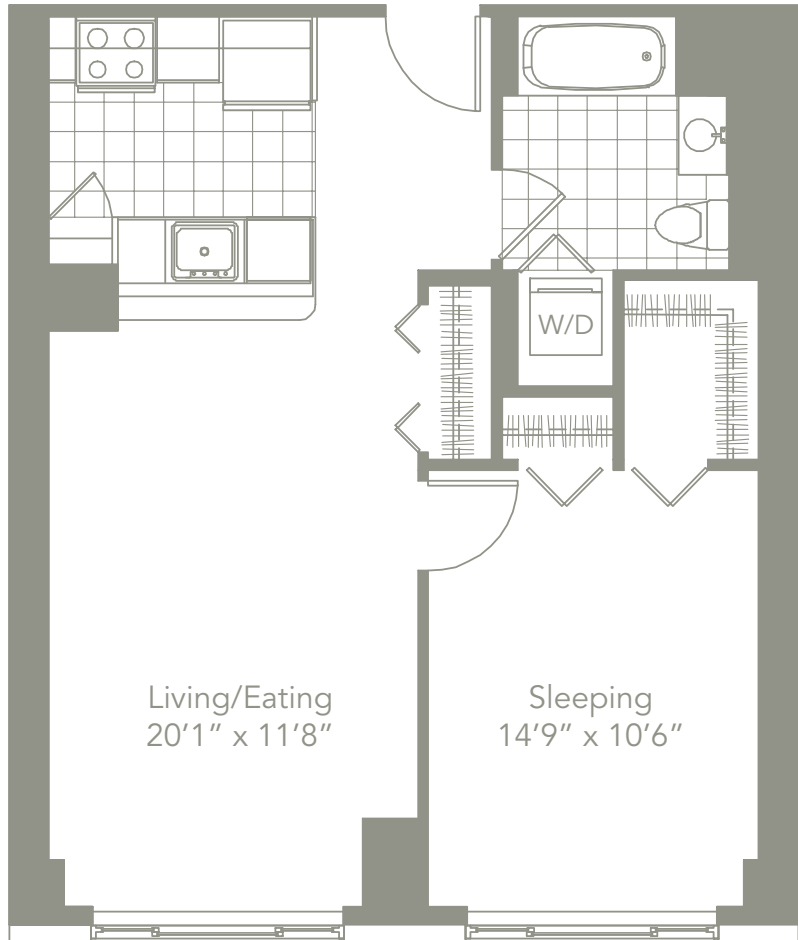 W/D
Living/Eating
20’1” x 11’8”
Sleeping
14’9” x 10’6”